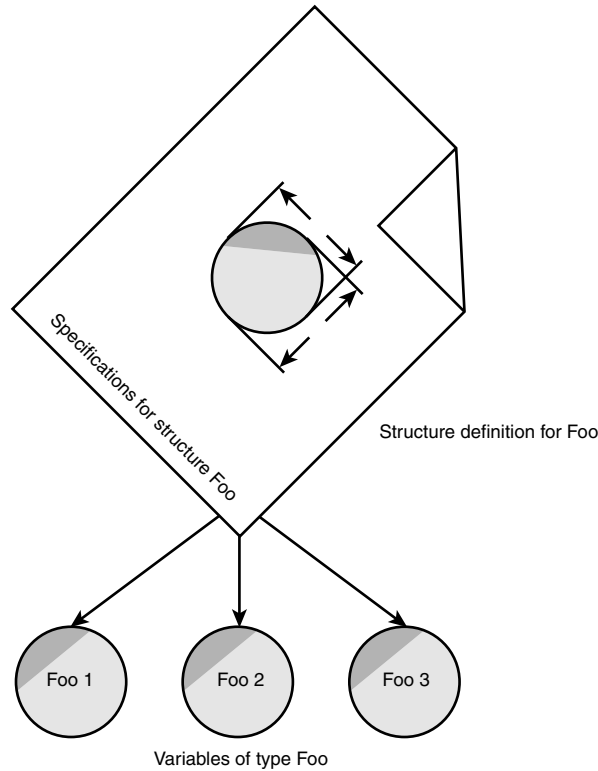 Specifications for structure Foo
Structure definition for Foo
Foo 1
Foo 2
Foo 3
Variables of type Foo